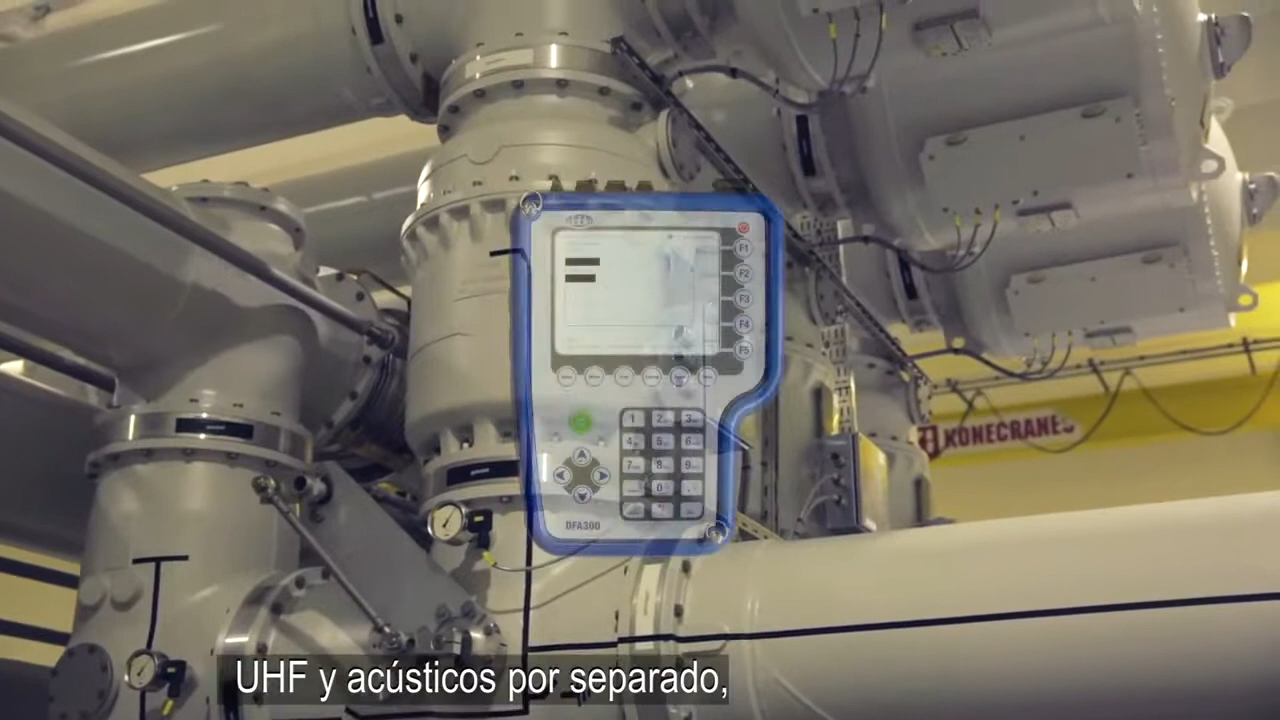 F1
F2
F3
F4
F5
1 2 3
4 5 6
7 8 9
0 .
DFA300
KONECRANES
UHF y acústicos por separado,